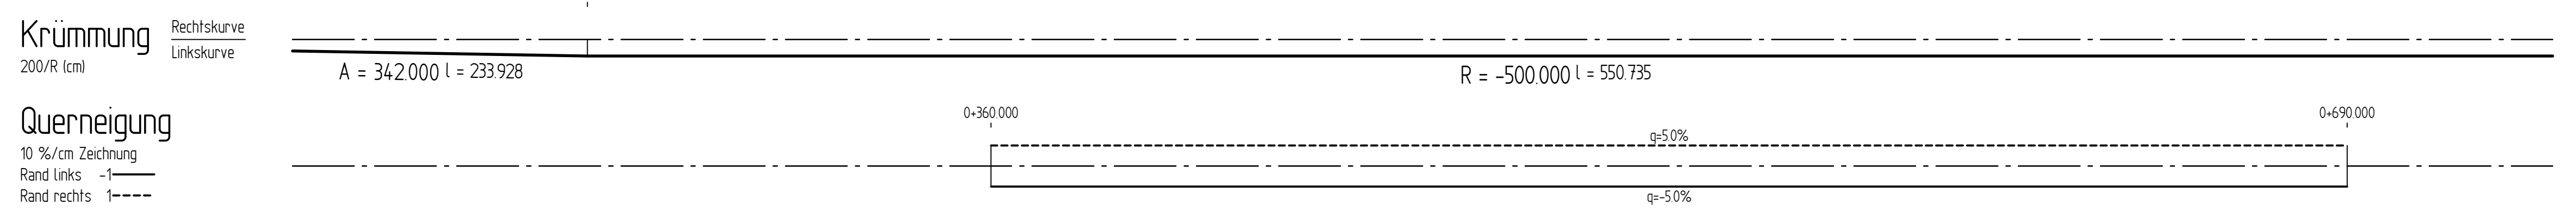 Krümmung
200/R (cm)
Rechtskurve
Linkskurve
A = 342.000 l = 233.928
R = -500.000 l = 550.735
Querneigung
10 %/cm Zeichnung
Rand links -1
Rand rechts 1
0+360.000
0+690.000
q=5.0%
q=-5.0%